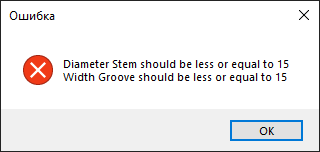 Ошибка
Diameter Stem should be less or equal to 15
Width Groove should be less or equal to 15
OK